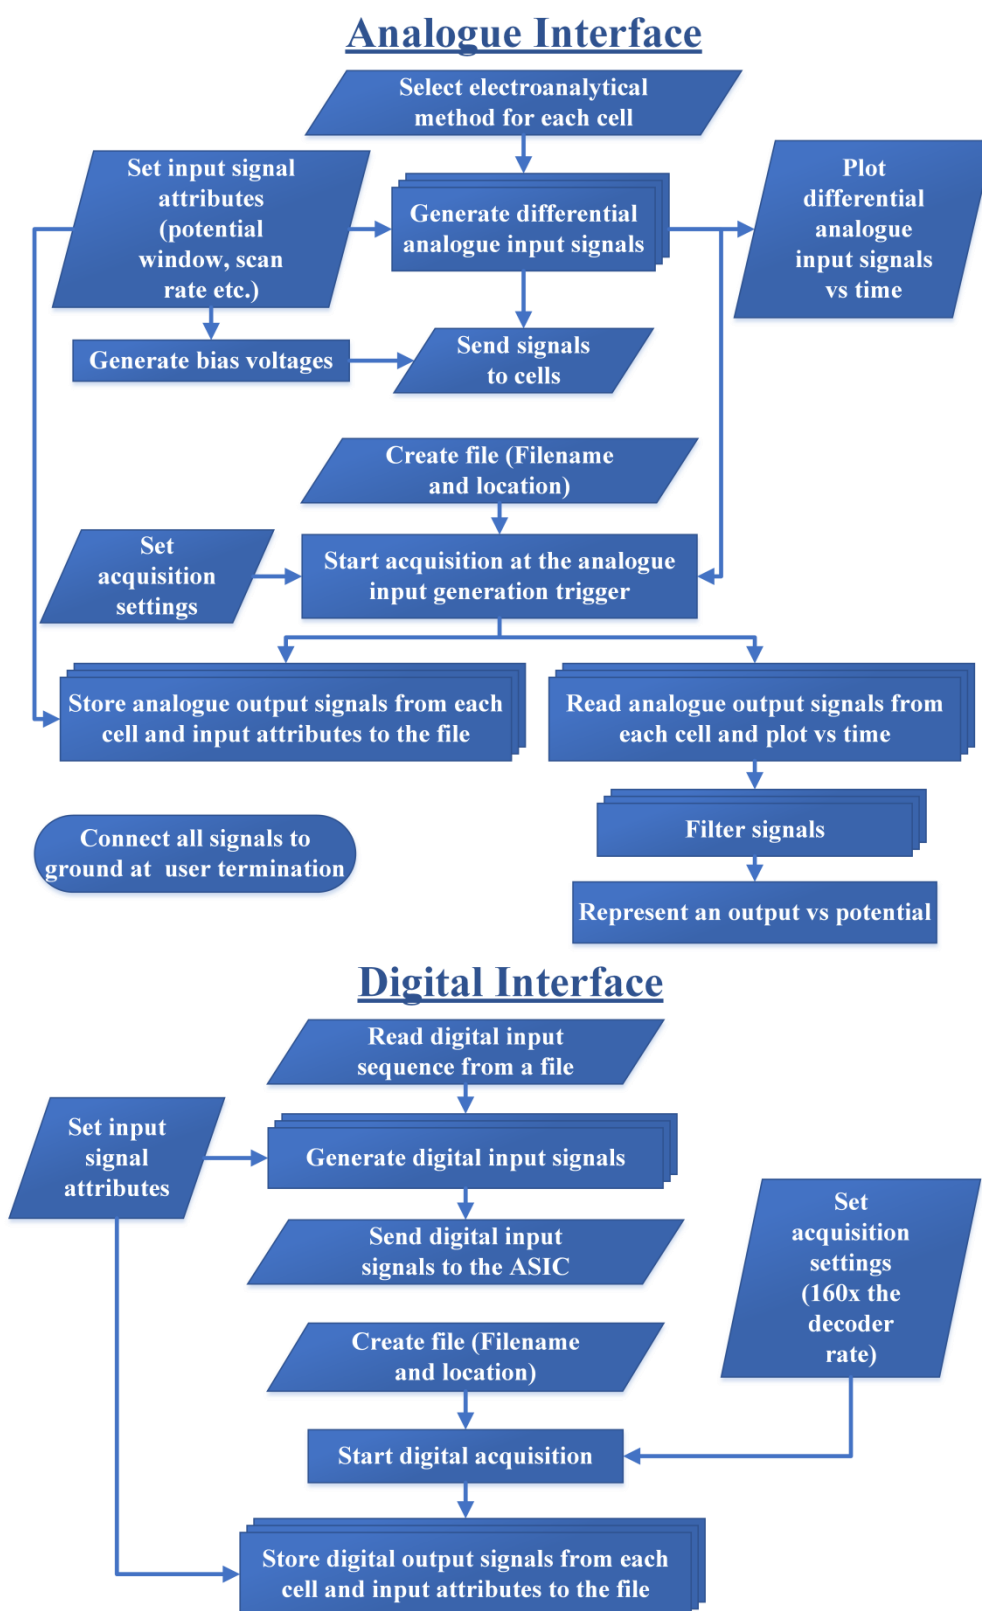 Analogue Interface
Select electroanalytical
method for each cell
Set input signal
attributes
(potential
window, scan
rate etc.)
Generate differential
analogue input signals
Plot
differential
analogue
input signals
vs time
Generate bias voltages
Send signals
to cells
Create file (Filename
and location)
Set
acquisition
settings
Start acquisition at the analogue
input generation trigger
Store analogue output signals from each
cell and input attributes to the file
Read analogue output signals from
each cell and plot vs time
Filter signals
Connect all signals to
ground at user termination
Represent an output vs potential
Digital Interface
Read digital input
sequence from a file
Set input
signal
attributes
Generate digital input signals
Send digital input
signals to the ASIC
Set
acquisition
settings
(160x the
decoder
rate)
Create file (Filename
and location)
Start digital acquisition
Store digital output signals from each
cell and input attributes to the file